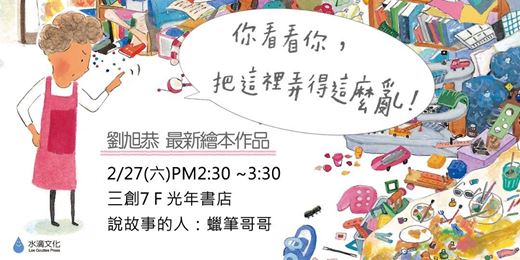 你看看你，
把這裡弄得這麼亂!
劉旭恭 最新繪本作品
2/27(六)PM2:30 ~3:30
三創7 F 光年書店
說故事的人：蠟筆哥哥
水滴文化
Les Gouttes Press